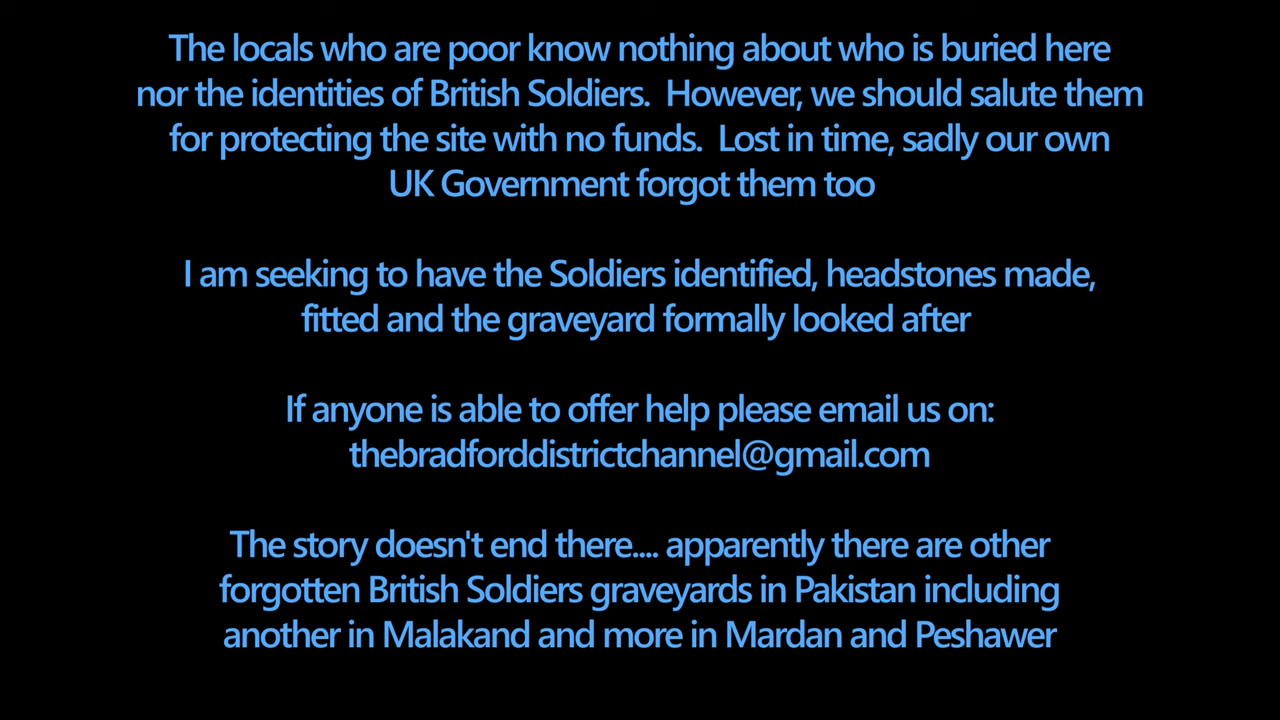 The locals who are poor know nothing about who is buried here
nor the identities of British Soldiers.  However, we should salute them
for protecting the site with no funds.  Lost in time, sadly our own
UK Government forgot them too
I am seeking to have the Soldiers identified, headstones made,
fitted and the graveyard formally looked after
If anyone is able to offer help please email us on:
thebradforddistrictchannel@gmail.com
The story doesn't end there.... apparently there are other
forgotten British Soldiers graveyards in Pakistan including
another in Malakand and more in Mardan and Peshawer